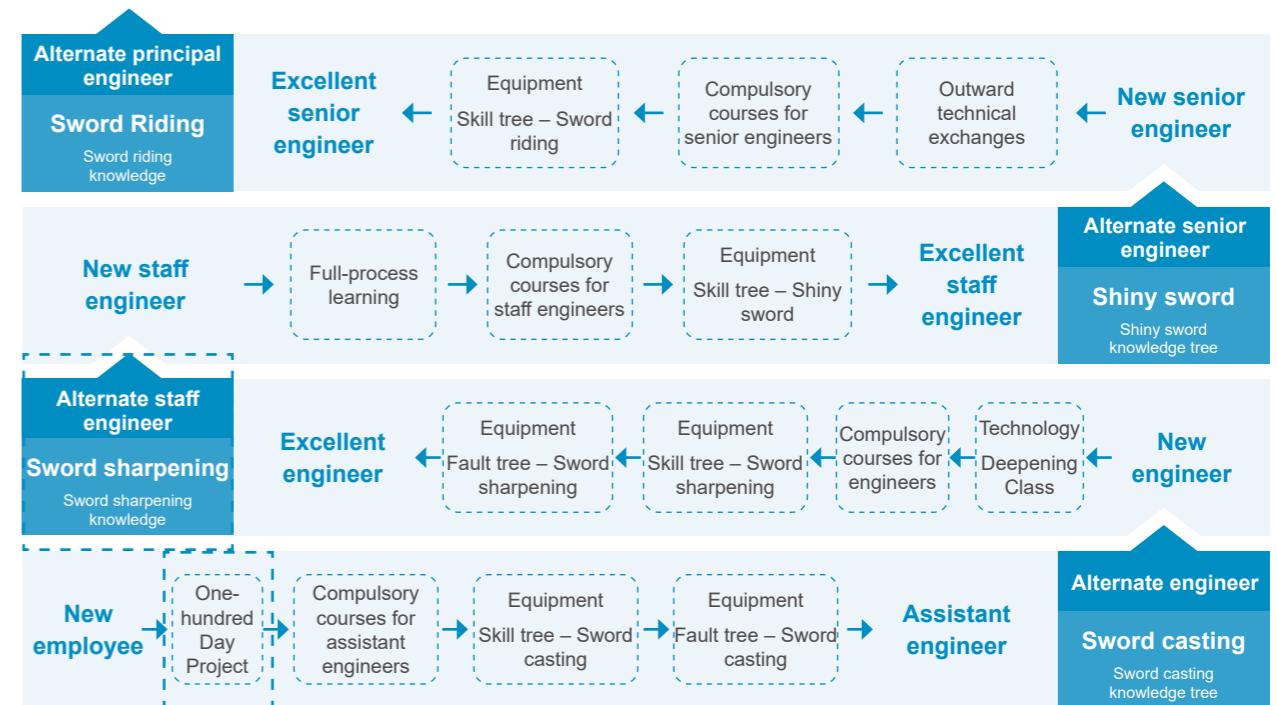 Alternate principal
engineer
Sword Riding
Sword riding
knowledge
Excellent
senior
engineer
Equipment
Skill tree – Sword
riding
Compulsory
courses for
senior engineers
Outward
technical
exchanges
New senior
engineer
New staff
engineer
Full-process
learning
Compulsory
courses for
staff engineers
Equipment
Skill tree – Shiny
sword
Excellent
staff
engineer
Alternate senior
engineer
Shiny sword
Shiny sword
knowledge tree
Alternate staff
engineer
Sword sharpening
Sword sharpening
knowledge
Excellent
engineer
Equipment
Fault tree – Sword
sharpening
Equipment
Skill tree – Sword
sharpening
Compulsory
courses for
engineers
Technology
Deepening
Class
New
engineer
New
employee
One-
hundred
Day
Project
Compulsory
courses for
assistant
engineers
Equipment
Skill tree – Sword
casting
Equipment
Fault tree – Sword
casting
Assistant
engineer
Alternate engineer
Sword casting
Sword casting
knowledge tree